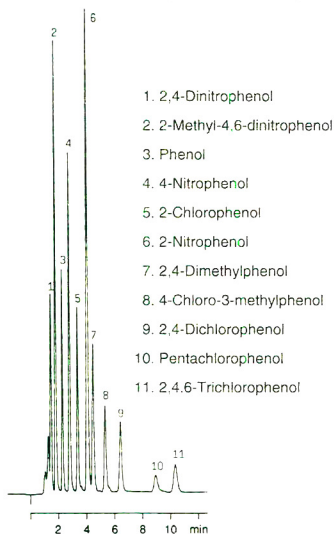 6
2
1. 2,4-Dinitrophenol
2. 2-Methyl-4.6-dinitrophenol
3. Phenol
4
4. 4-Nitrophenol
5. 2-Chlorophenol
6. 2-Nitrophenol
3
7. 2,4-Dimethylphenol
1
5
8. 4-Chloro-3-methylphenol
7
9. 2,4-Dichlorophenol
10. Pentachlorophenol
11. 2,4.6-Trichlorophenol
8
9
10
11
2 4 6 8 10 min